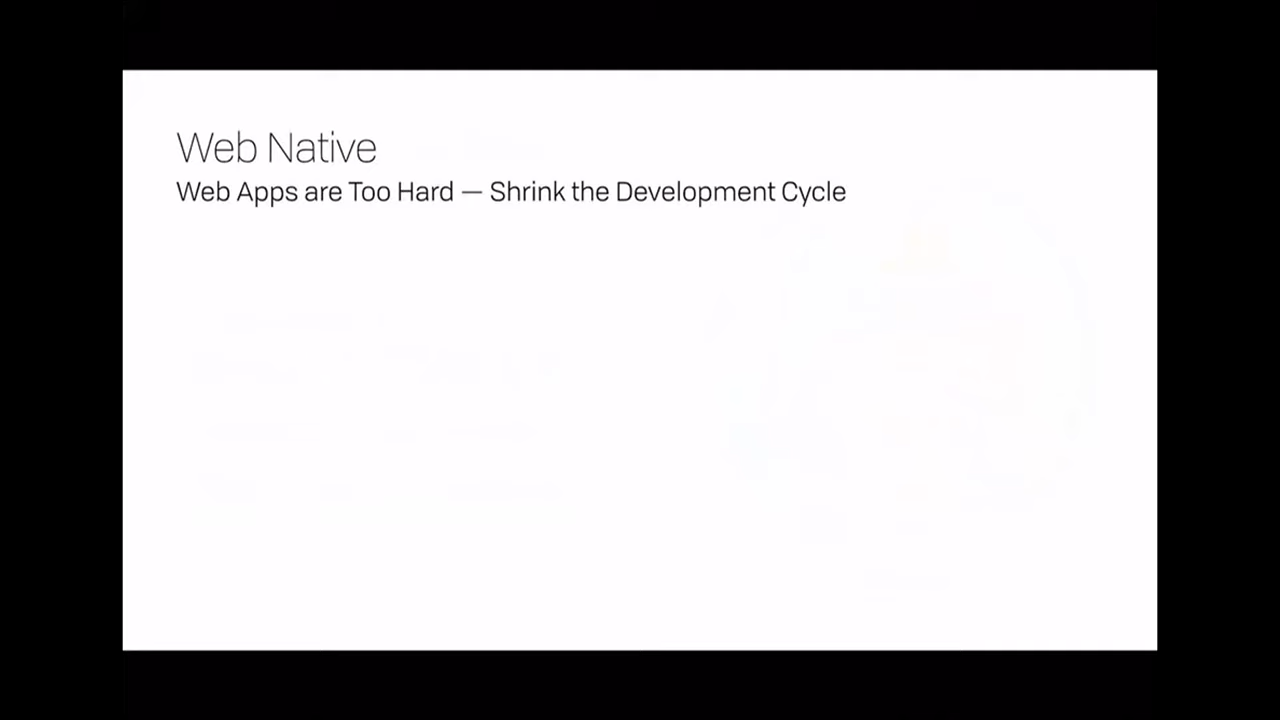 Web Native
Web Apps are Too Hard — Shrink the Development Cycle